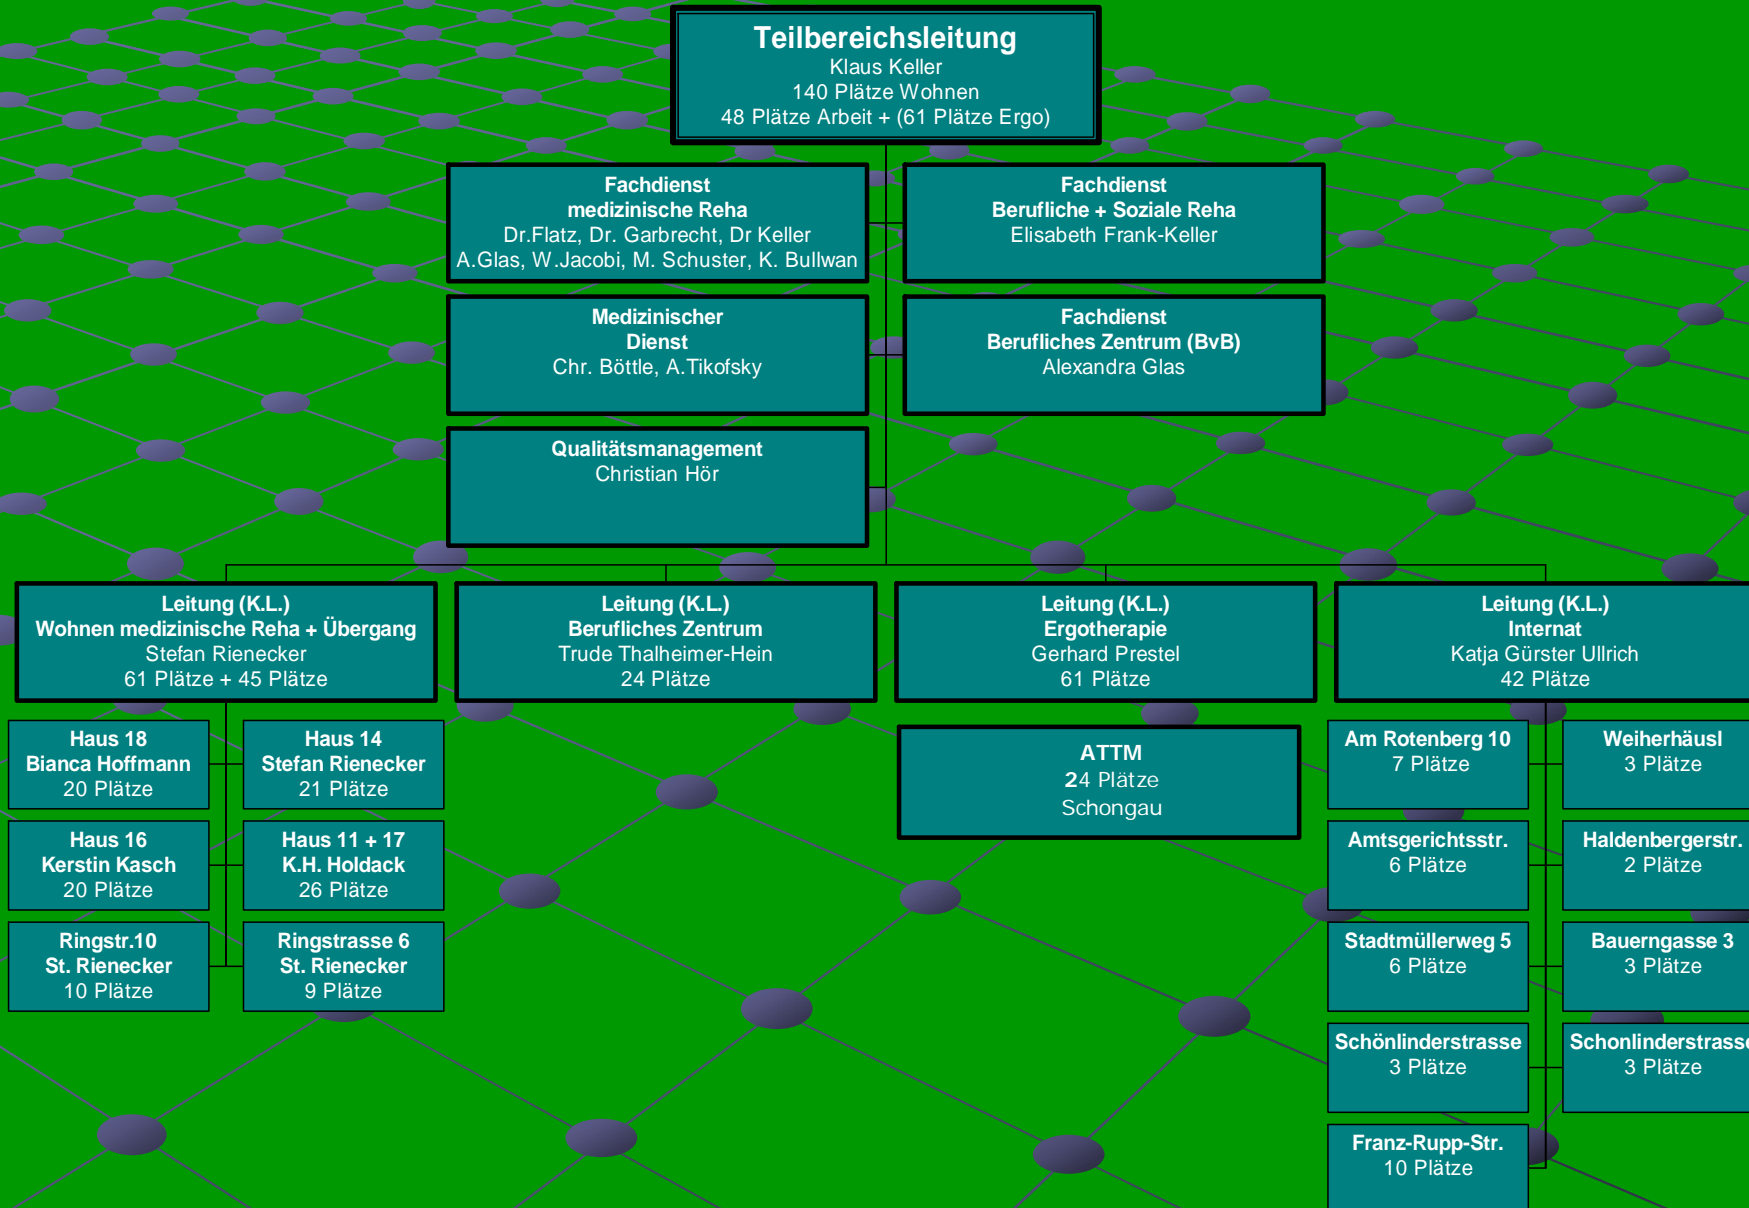 Teilbereichsleitung
Klaus Keller
140 Plätze Wohnen
48 Plätze Arbeit + (61 Plätze Ergo)
Fachdienst
medizinische Reha
Dr.Flatz, Dr. Garbrecht, Dr Keller
A.Glas, W.Jacobi, M. Schuster, K. Bullwan
Fachdienst
Berufliche + Soziale Reha
Elisabeth Frank-Keller
Medizinischer
Dienst
Chr. Böttle, A.Tikofsky
Fachdienst
Berufliches Zentrum (BvB)
Alexandra Glas
Qualitätsmanagement
Christian Hör
Leitung (K.L.)
Wohnen medizinische Reha + Übergang
Stefan Rienecker
61 Plätze + 45 Plätze
Leitung (K.L.)
Berufliches Zentrum
Trude Thalheimer-Hein
24 Plätze
Leitung (K.L.)
Ergotherapie
Gerhard Prestel
61 Plätze
Leitung (K.L.)
Internat
Katja Gürster Ullrich
42 Plätze
Haus 18
Bianca Hoffmann
20 Plätze
Haus 14
Stefan Rienecker
21 Plätze
Haus 16
Kerstin Kasch
20 Plätze
Haus 11 + 17
K.H. Holdack
26 Plätze
Ringstr.10
St. Rienecker
10 Plätze
Ringstrasse 6
St. Rienecker
9 Plätze
ATTM
24 Plätze
Schongau
Am Rotenberg 10
7 Plätze
Weiherhäusl
3 Plätze
Amtsgerichtsstr.
6 Plätze
Haldenbergerstr.
2 Plätze
Stadtmüllerweg 5
6 Plätze
Bauerngasse 3
3 Plätze
Schönlinderstrasse
3 Plätze
Schonlinderstrasse
3 Plätze
Franz-Rupp-Str.
10 Plätze